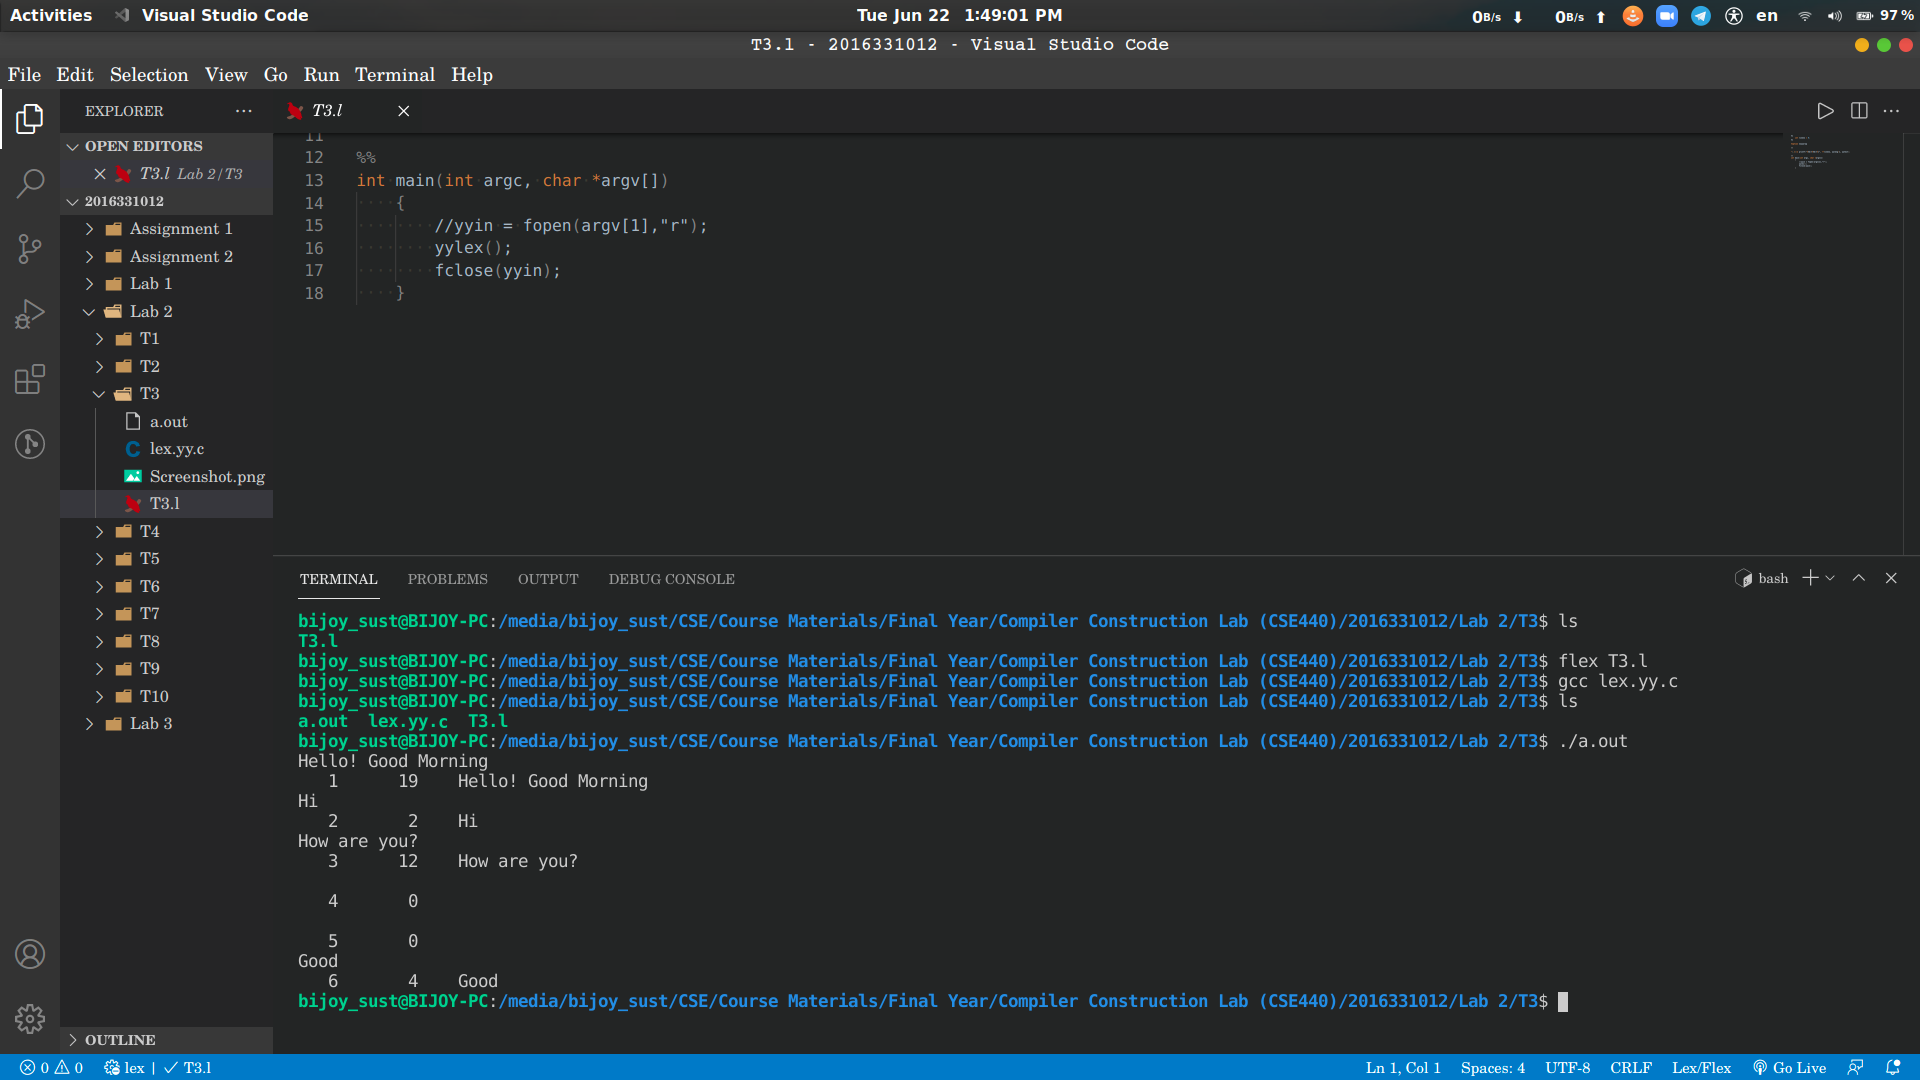 Activities Visual Studio Code Tue Jun 22 1:49:01 PM 0B/s 0B/s en 97 %
T3.l - 2016331012 - Visual Studio Code
File Edit Selection View Go Run Terminal Help
EXPLORER
OPEN EDITORS
T3.l Lab 2/T3
2016331012
Assignment 1
Assignment 2
Lab 1
Lab 2
T1
T2
T3
a.out
lex.yy.c
Screenshot.png
T3.l
T4
T5
T6
T7
T8
T9
T10
Lab 3
OUTLINE
T3.l
11
12 %%
13 int main(int argc, char *argv[])
14 {
15 //yyin = fopen(argv[1],"r");
16 yylex();
17 fclose(yyin);
18 }
TERMINAL PROBLEMS OUTPUT DEBUG CONSOLE bash
bijoy_sust@BIJOY-PC:/media/bijoy_sust/CSE/Course Materials/Final Year/Compiler Construction Lab (CSE440)/2016331012/Lab 2/T3$ ls
T3.l
bijoy_sust@BIJOY-PC:/media/bijoy_sust/CSE/Course Materials/Final Year/Compiler Construction Lab (CSE440)/2016331012/Lab 2/T3$ flex T3.l
bijoy_sust@BIJOY-PC:/media/bijoy_sust/CSE/Course Materials/Final Year/Compiler Construction Lab (CSE440)/2016331012/Lab 2/T3$ gcc lex.yy.c
bijoy_sust@BIJOY-PC:/media/bijoy_sust/CSE/Course Materials/Final Year/Compiler Construction Lab (CSE440)/2016331012/Lab 2/T3$ ls
a.out lex.yy.c T3.l
bijoy_sust@BIJOY-PC:/media/bijoy_sust/CSE/Course Materials/Final Year/Compiler Construction Lab (CSE440)/2016331012/Lab 2/T3$ ./a.out
Hello! Good Morning
1 19 Hello! Good Morning
Hi
2 2 Hi
How are you?
3 12 How are you?
4 0
5 0
Good
6 4 Good
bijoy_sust@BIJOY-PC:/media/bijoy_sust/CSE/Course Materials/Final Year/Compiler Construction Lab (CSE440)/2016331012/Lab 2/T3$
0 0 lex | T3.l Ln 1, Col 1 Spaces: 4 UTF-8 CRLF Lex/Flex Go Live